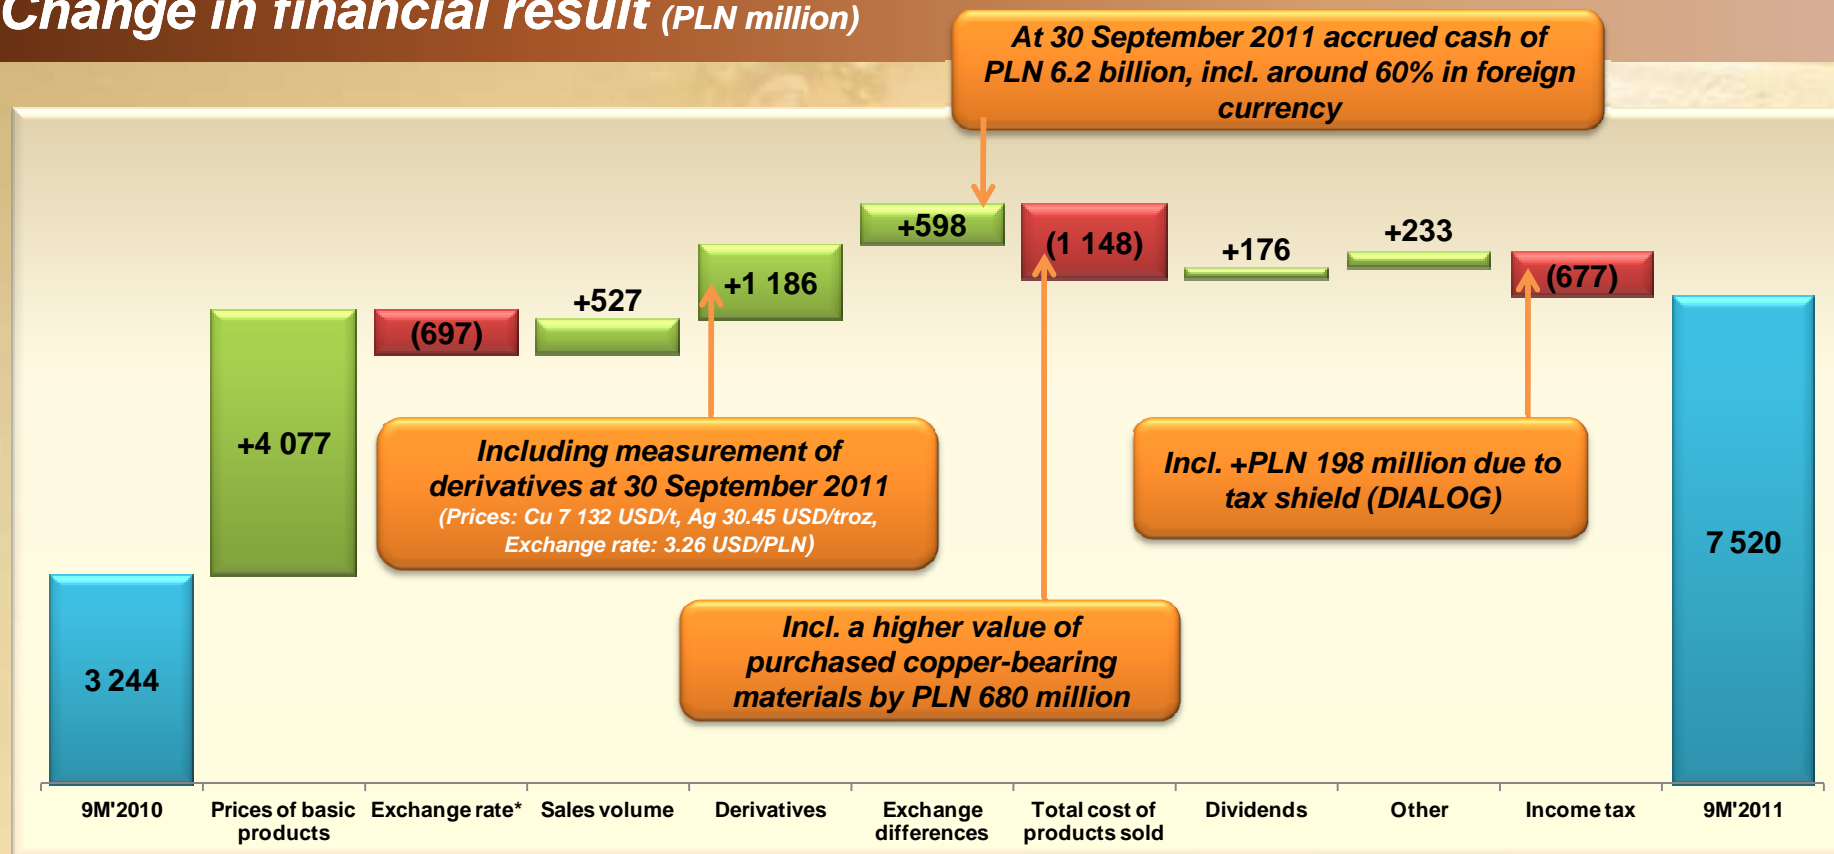 Change in financial result (PLN million)
At 30 September 2011 accrued cash of
PLN 6.2 billion, incl. around 60% in foreign
currency
+598
(1 148)
+176
+233
(677)
+527
+1 186
(697)
+4 077
3 244
7 520
Including measurement of
derivatives at 30 September 2011
(Prices: Cu 7 132 USD/t, Ag 30.45 USD/troz,
Exchange rate: 3.26 USD/PLN)
Incl. +PLN 198 million due to
tax shield (DIALOG)
Incl. a higher value of
purchased copper-bearing
materials by PLN 680 million
9M'2010
Prices of basic
products
Exchange rate*
Sales volume
Derivatives
Exchange
differences
Total cost of
products sold
Dividends
Other
Income tax
9M'2011